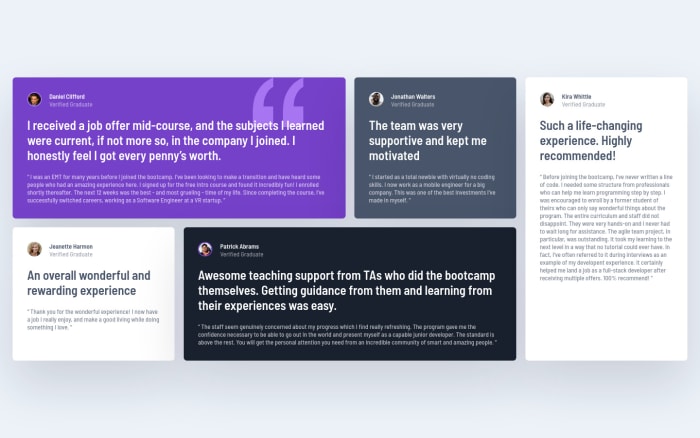 Daniel Clifford
Verified Graduate
I received a job offer mid-course, and the subjects I learned
were current, if not more so, in the company I joined. I
honestly feel I got every penny's worth.
“ I was an EMT for many years before I joined the bootcamp. I've been looking to make a transition and have heard some
people who had an amazing experience here. I signed up for the free intro course and found it incredibly fun! I enrolled
shortly thereafter. The next 12 weeks was the best - and most grueling - time of my life. Since completing the course, I've
successfully switched careers, working as a Software Engineer at a VR startup. ”
Jonathan Walters
Verified Graduate
The team was very
supportive and kept me
motivated
“ I started as a total newbie with virtually no coding
skills. I now work as a mobile engineer for a big
company. This was one of the best investments I've
made in myself. ”
Kira Whittle
Verified Graduate
Such a life-changing
experience. Highly
recommended!
“ Before joining the bootcamp, I've never written a line
of code. I needed some structure from professionals
who can help me learn programming step by step. I
was encouraged to enroll by a former student of
theirs who can only say wonderful things about the
program. The entire curriculum and staff did not
disappoint. They were very hands-on and I never had
to wait long for assistance. The agile team project, in
particular, was outstanding. It took my learning to the
next level in a way that no tutorial could ever have. In
fact, I've often referred to it during interviews as an
example of my developent experience. It certainly
helped me land a job as a full-stack developer after
receiving multiple offers. 100% recommend! ”
Jeanette Harmon
Verified Graduate
An overall wonderful and
rewarding experience
“ Thank you for the wonderful experience! I now have
a job I really enjoy, and make a good living while doing
something I love. ”
Patrick Abrams
Verified Graduate
Awesome teaching support from TAs who did the bootcamp
themselves. Getting guidance from them and learning from
their experiences was easy.
“ The staff seem genuinely concerned about my progress which I find really refreshing. The program gave me the
confidence necessary to be able to go out in the world and present myself as a capable junior developer. The standard is
above the rest. You will get the personal attention you need from an incredible community of smart and amazing people. ”